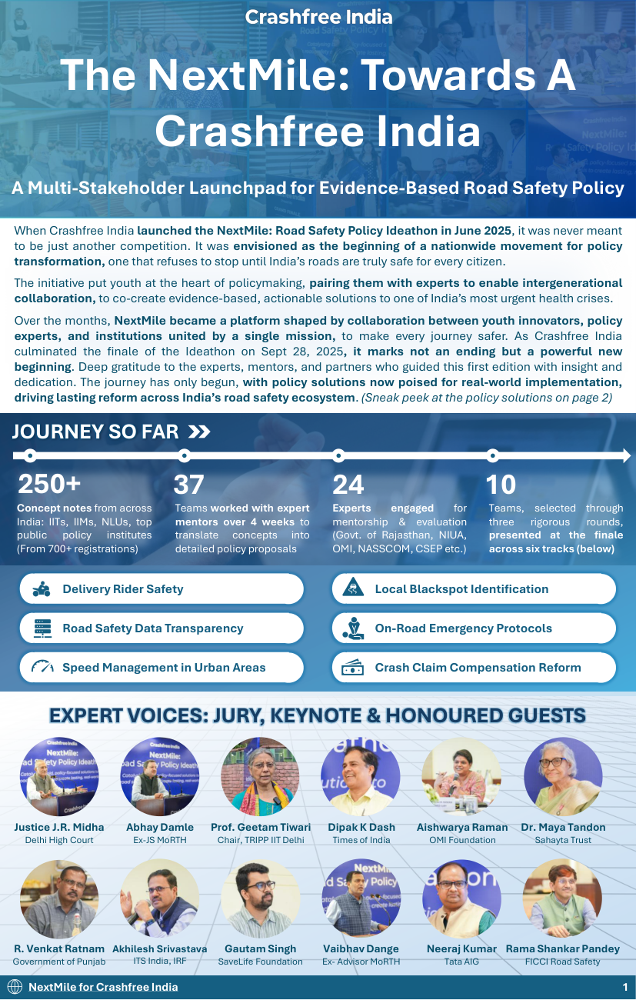 Crashfree India
The NextMile: Towards A
Crashfree India
A Multi-Stakeholder Launchpad for Evidence-Based Road Safety Policy
When Crashfree India launched the NextMile: Road Safety Policy Ideathon in June 2025, it was never meant
to be just another competition. It was envisioned as the beginning of a nationwide movement for policy
transformation, one that refuses to stop until India's roads are truly safe for every citizen.
The initiative put youth at the heart of policymaking, pairing them with experts to enable intergenerational
collaboration, to co-create evidence-based, actionable solutions to one of India's most urgent health crises.
Over the months, NextMile became a platform shaped by collaboration between youth innovators, policy
experts, and institutions united by a single mission, to make every journey safer. As Crashfree India
culminated the finale of the Ideathon on Sept 28, 2025, it marks not an ending but a powerful new
beginning. Deep gratitude to the experts, mentors, and partners who guided this first edition with insight and
dedication. The journey has only begun, with policy solutions now poised for real-world implementation,
driving lasting reform across India's road safety ecosystem. (Sneak peek at the policy solutions on page 2)
JOURNEY SO FAR
250+
Concept notes from across
India: IITs, IIMs, NLUs, top
public policy institutes
(From 700+ registrations)
37
Teams worked with expert
mentors over 4 weeks to
translate concepts into
detailed policy proposals
24
Experts engaged for
mentorship & evaluation
(Govt. of Rajasthan, NIUA,
OMI, NASSCOM, CSEP etc.)
10
Teams, selected through
three rigorous rounds,
presented at the finale
across six tracks (below)
Delivery Rider Safety
Local Blackspot Identification
Road Safety Data Transparency
On-Road Emergency Protocols
Speed Management in Urban Areas
Crash Claim Compensation Reform
EXPERT VOICES: JURY, KEYNOTE & HONOURED GUESTS
Justice J.R. Midha
Delhi High Court
Abhay Damle
Ex-JS MoRTH
Prof. Geetam Tiwari
Chair, TRIPP IIT Delhi
Dipak K Dash
Times of India
Aishwarya Raman
OMI Foundation
Dr. Maya Tandon
Sahayta Trust
R. Venkat Ratnam
Government of Punjab
Akhilesh Srivastava
ITS India, IRF
Gautam Singh
SaveLife Foundation
Vaibhav Dange
Ex- Advisor MoRTH
Neeraj Kumar
Tata AIG
Rama Shankar Pandey
FICCI Road Safety
NextMile for Crashfree India
1